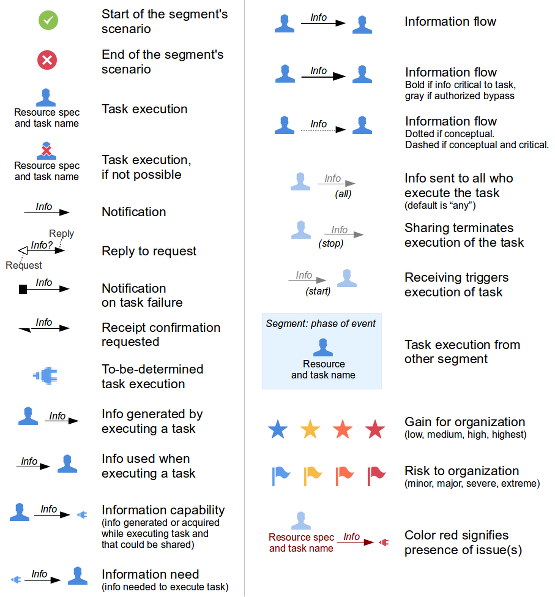 Start of the segment's
scenario
End of the segment's
scenario
Resource spec
and task name
Task execution
Resource spec
and task name
Task execution,
if not possible
Info
Notification
Reply
Info?
Request
Reply to request
Info
Notification
on task failure
Info
Receipt confirmation
requested
To-be-determined
task execution
Info
Info generated by
executing a task
Info
Info used when
executing a task
Info
Information capability
(info generated or acquired
while executing task and
that could be shared)
Info
Information need
(info needed to execute task)
Info
Information flow
Info
Information flow
Bold if info critical to task,
gray if authorized bypass
Info
Information flow
Dotted if conceptual.
Dashed if conceptual and critical.
Info
(all)
Info sent to all who
execute the task
(default is “any”)
Info
(stop)
Sharing terminates
execution of the task
Info
(start)
Receiving triggers
execution of task
Segment: phase of event
Resource
and task name
Task execution from
other segment
Gain for organization
(low, medium, high, highest)
Risk to organization
(minor, major, severe, extreme)
Resource spec
and task name
Info
Color red signifies
presence of issue(s)